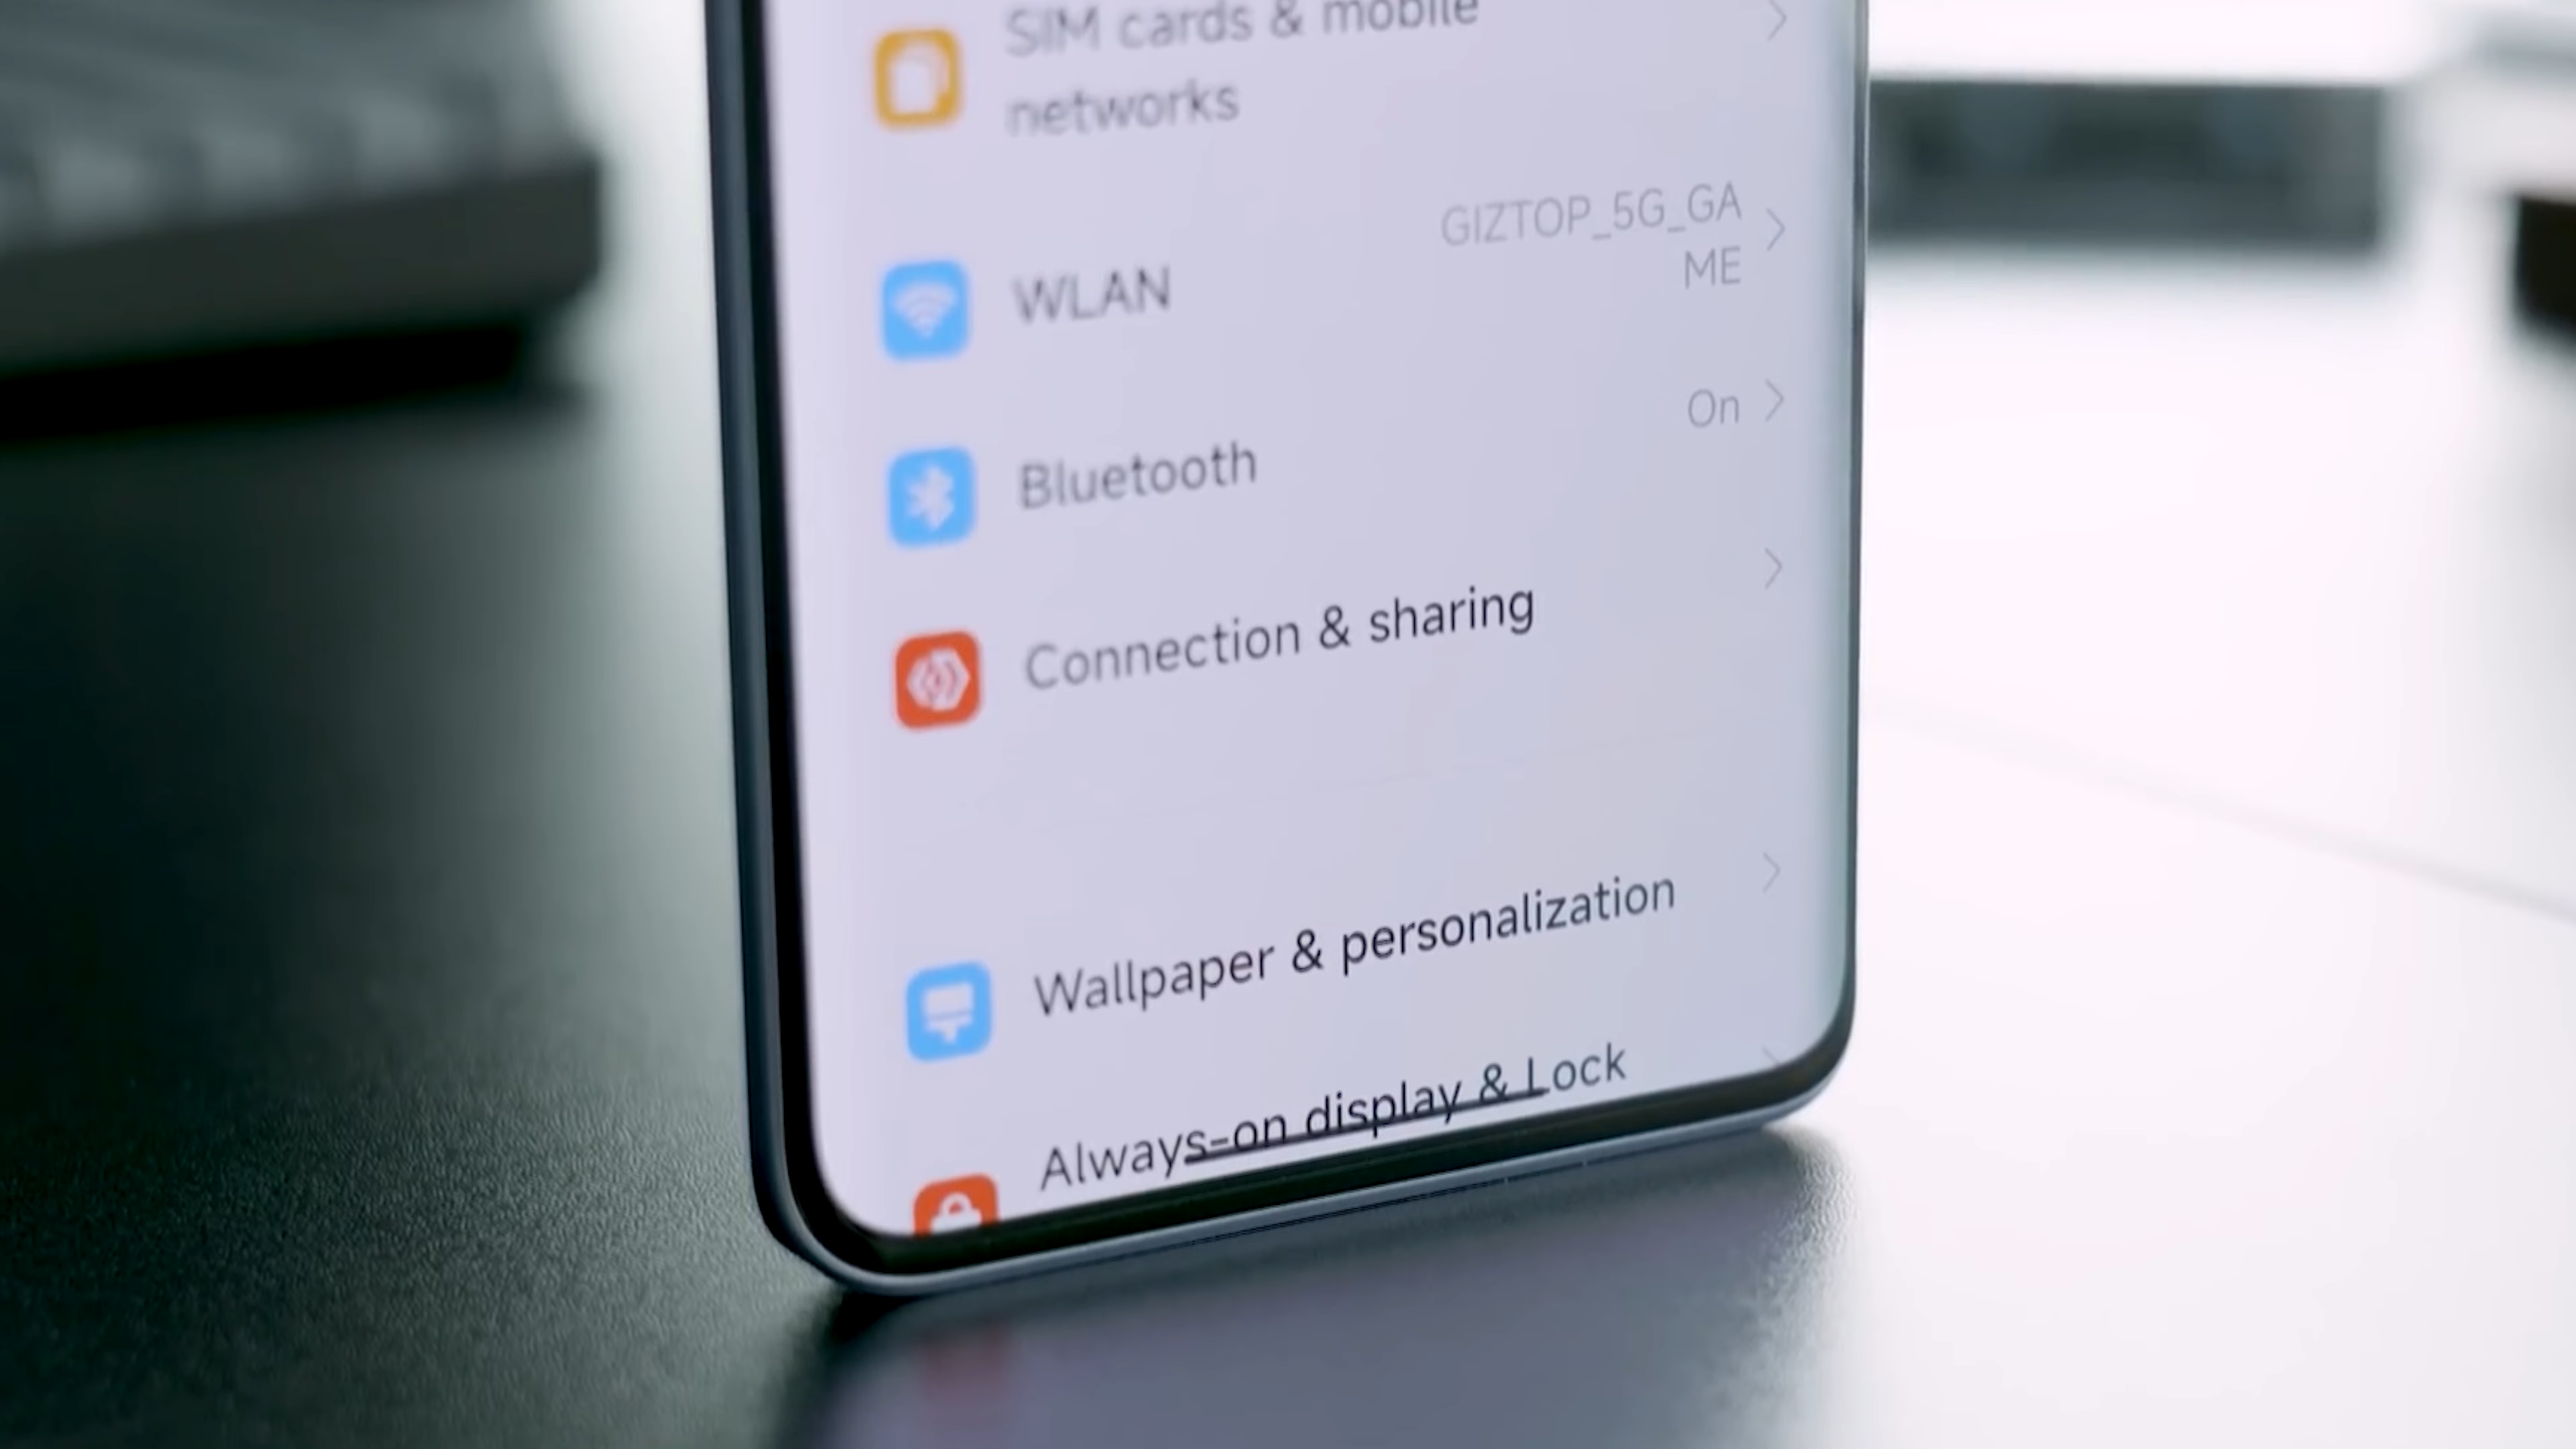 SIM cards & mobile
networks
WLAN
GIZTOP_5G_GA
ME
Bluetooth
On
Connection & sharing
Wallpaper & personalization
Always-on display & Lock